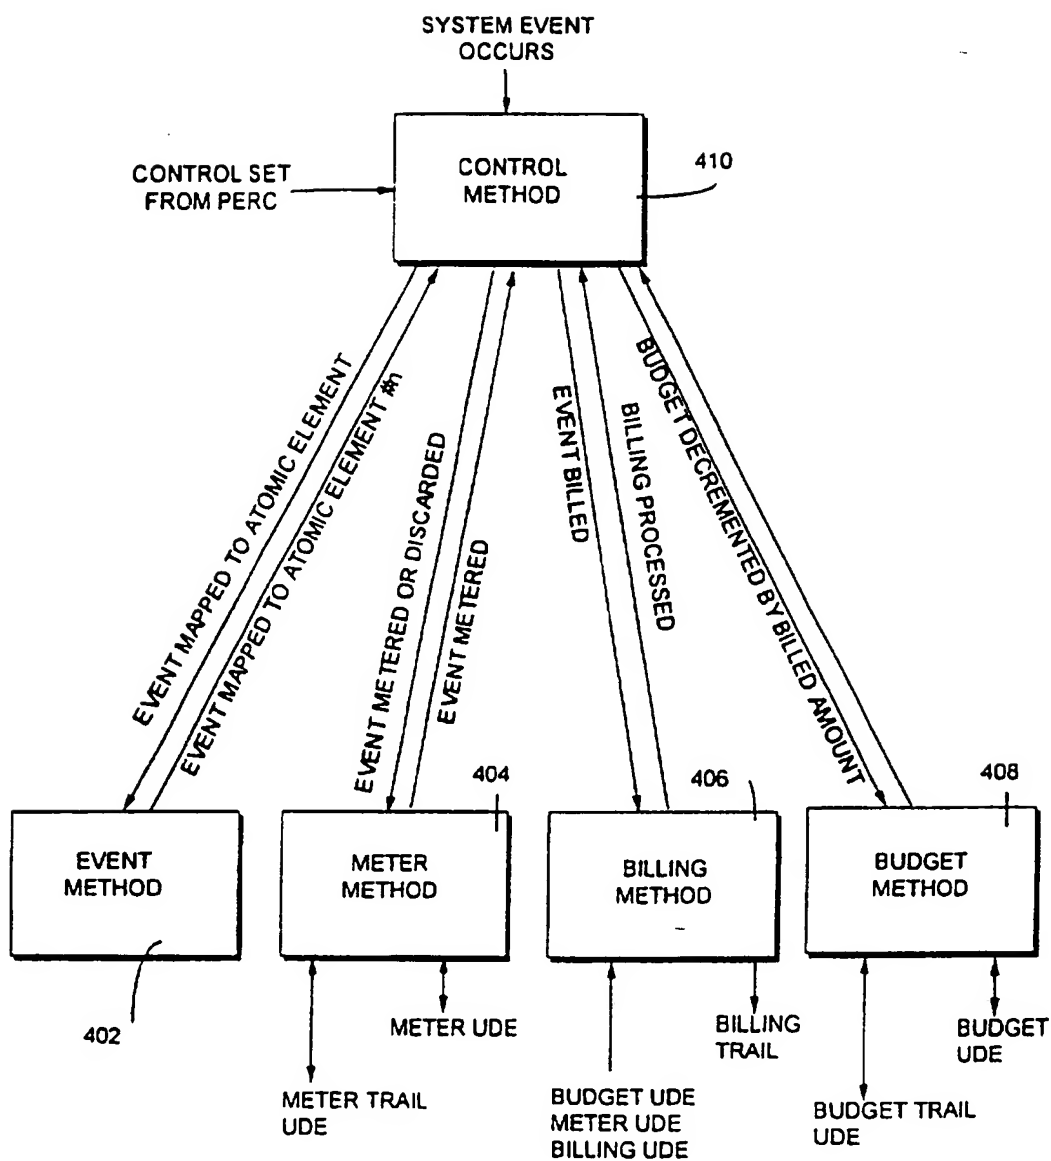 SYSTEM EVENT
OCCURS
CONTROL SET
FROM PERC
CONTROL
METHOD
410
EVENT MAPPED TO ATOMIC ELEMENT
EVENT MAPPED TO ATOMIC ELEMENT #n
EVENT METERED OR DISCARDED
EVENT METERED
EVENT BILLED
BILLING PROCESSED
BUDGET DECREMENTED BY BILLED AMOUNT
404
406
408
EVENT
METHOD
METER
METHOD
BILLING
METHOD
BUDGET
METHOD
402
METER UDE
METER TRAIL
UDE
BUDGET UDE
METER UDE
BILLING UDE
BILLING
TRAIL
BUDGET TRAIL
UDE
BUDGET
UDE